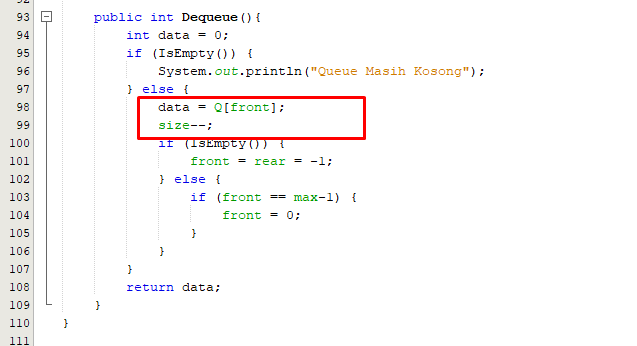 92
93 public int Dequeue(){
94 int data = 0;
95 if (IsEmpty()) {
96 System.out.println("Queue Masih Kosong");
97 } else {
98 data = Q[front];
99 size--;
100 if (IsEmpty()) {
101 front = rear = -1;
102 } else {
103 if (front == max-1) {
104 front = 0;
105 }
106 }
107 }
108 return data;
109 }
110 }
111